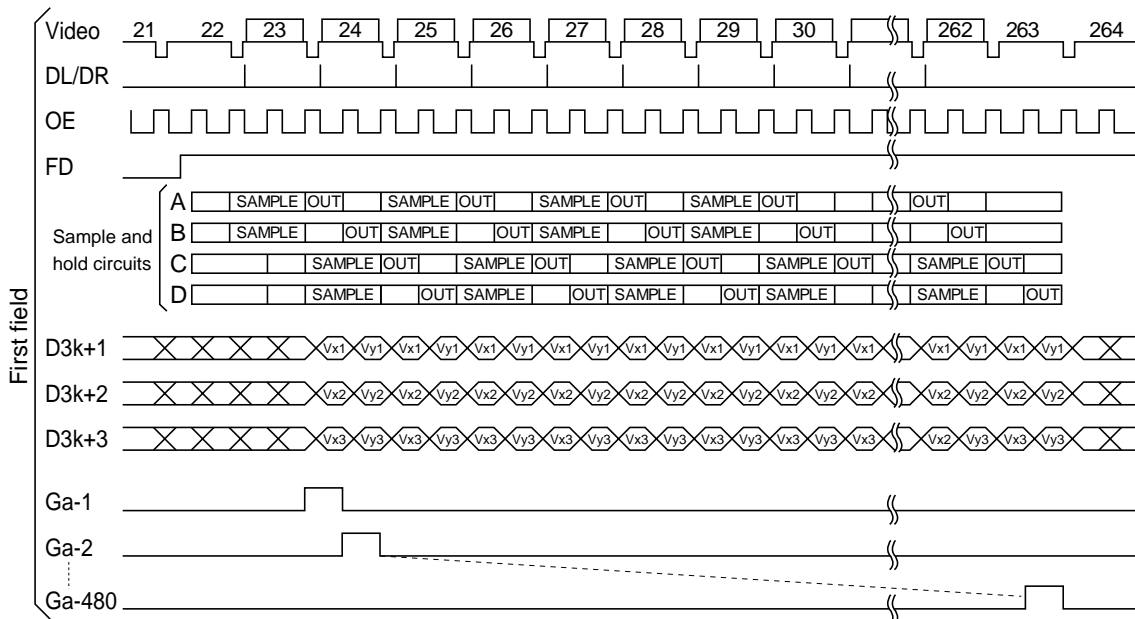 First field
Video 21 22 23 24 25 26 27 28 29 30 262 263 264
DL/DR
OE
FD
Sample and
hold circuits
A SAMPLE OUT SAMPLE OUT SAMPLE OUT SAMPLE OUT OUT
B SAMPLE OUT SAMPLE OUT SAMPLE OUT SAMPLE OUT OUT
C SAMPLE OUT SAMPLE OUT SAMPLE OUT SAMPLE OUT SAMPLE OUT
D SAMPLE OUT SAMPLE OUT SAMPLE OUT SAMPLE SAMPLE OUT
D3k+1 Vx1 Vy1 Vx1 Vy1 Vx1 Vy1 Vx1 Vy1 Vx1 Vy1 Vx1 Vy1 Vx1 Vy1 Vx1 Vx1 Vy1 Vx1 Vy1
D3k+2 Vx2 Vy2 Vx2 Vy2 Vx2 Vy2 Vx2 Vy2 Vx2 Vy2 Vx2 Vy2 Vx2 Vy2 Vx2 Vx2 Vy2 Vx2 Vy2
D3k+3 Vx3 Vy3 Vx3 Vy3 Vx3 Vy3 Vx3 Vy3 Vx3 Vy3 Vx3 Vy3 Vx3 Vy3 Vx3 Vx2 Vy3 Vx3 Vy3
Ga-1
Ga-2
Ga-480